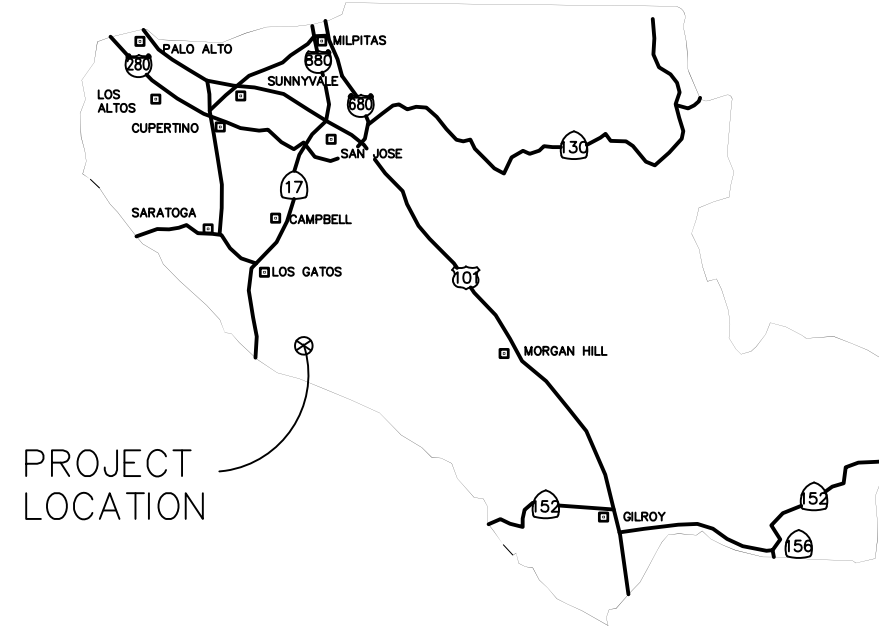 PALO ALTO
MILPITAS
280
880
SUNNYVALE
LOS
ALTOS
680
CUPERTINO
130
SAN JOSE
17
SARATOGA
CAMPBELL
LOS GATOS
101
MORGAN HILL
PROJECT
LOCATION
152
152
GILROY
156